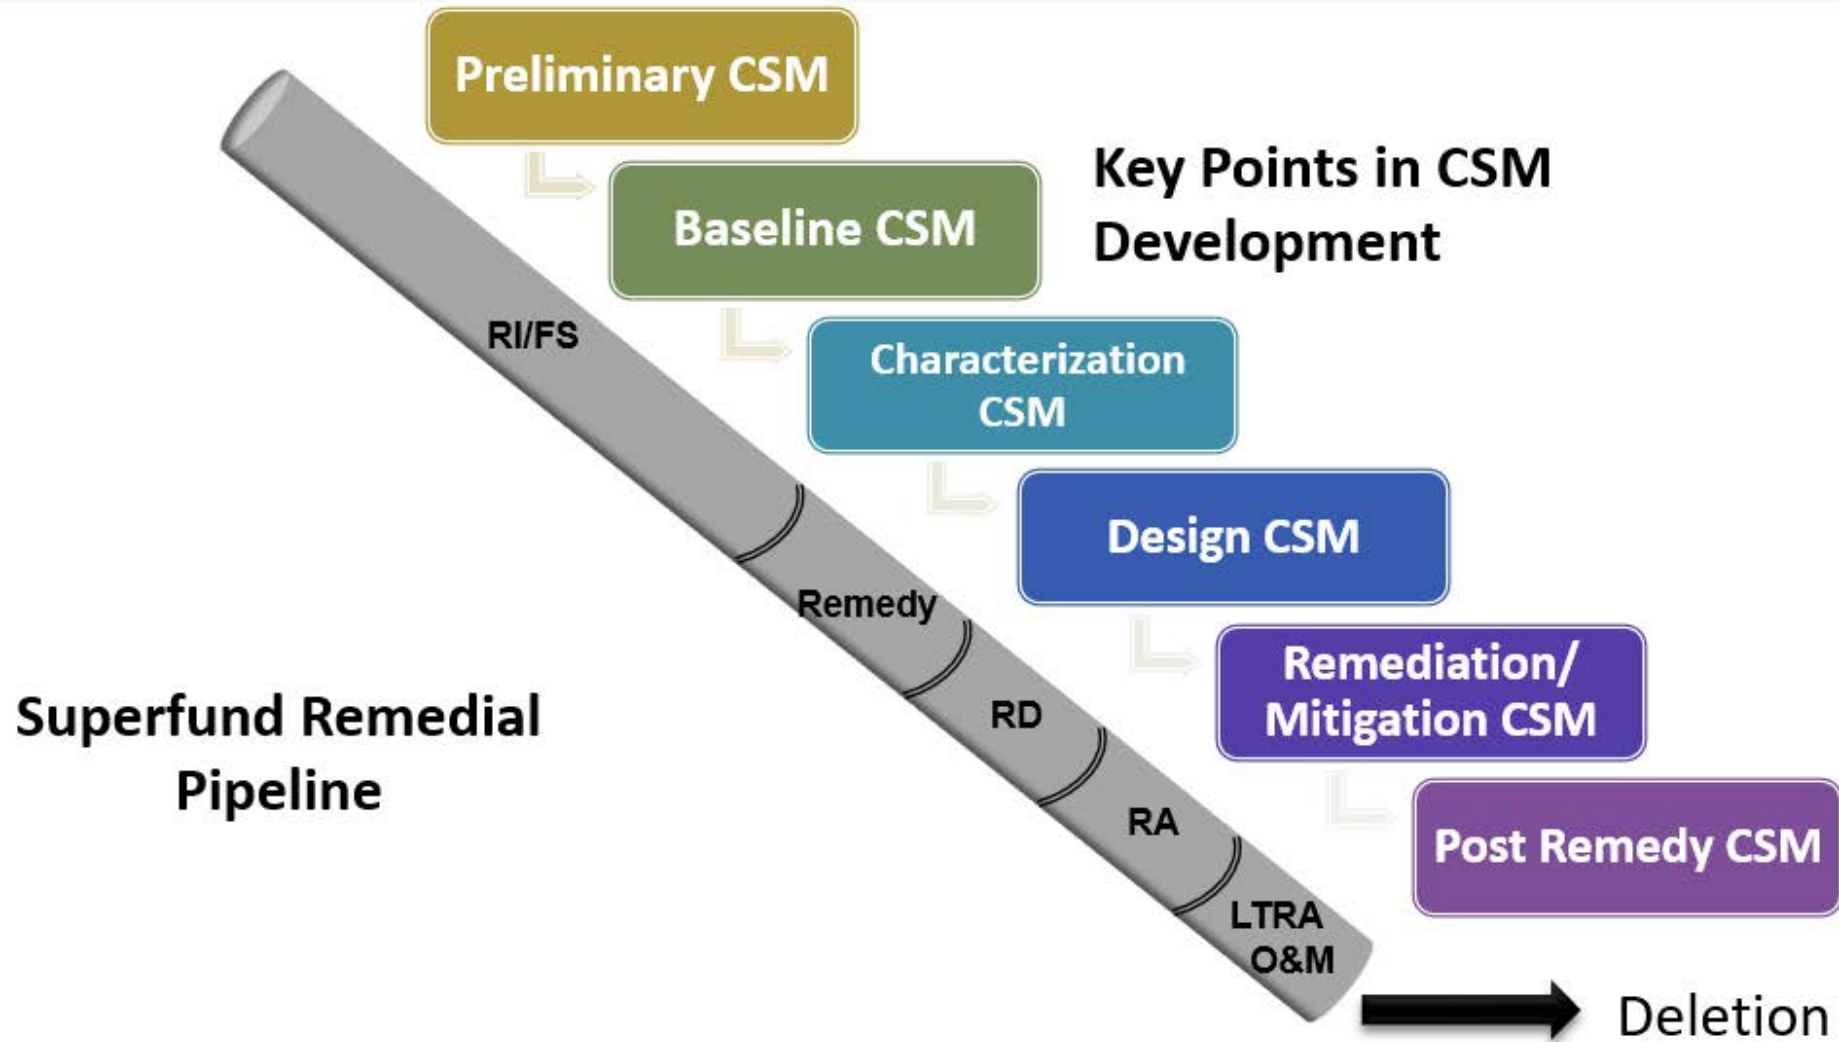 Preliminary CSM
Baseline CSM
Key Points in CSM
Development
RI/FS
Characterization
CSM
Design CSM
Remedy
Remediation/
Mitigation CSM
Superfund Remedial
Pipeline
RD
RA
Post Remedy CSM
LTRA
O&M
Deletion